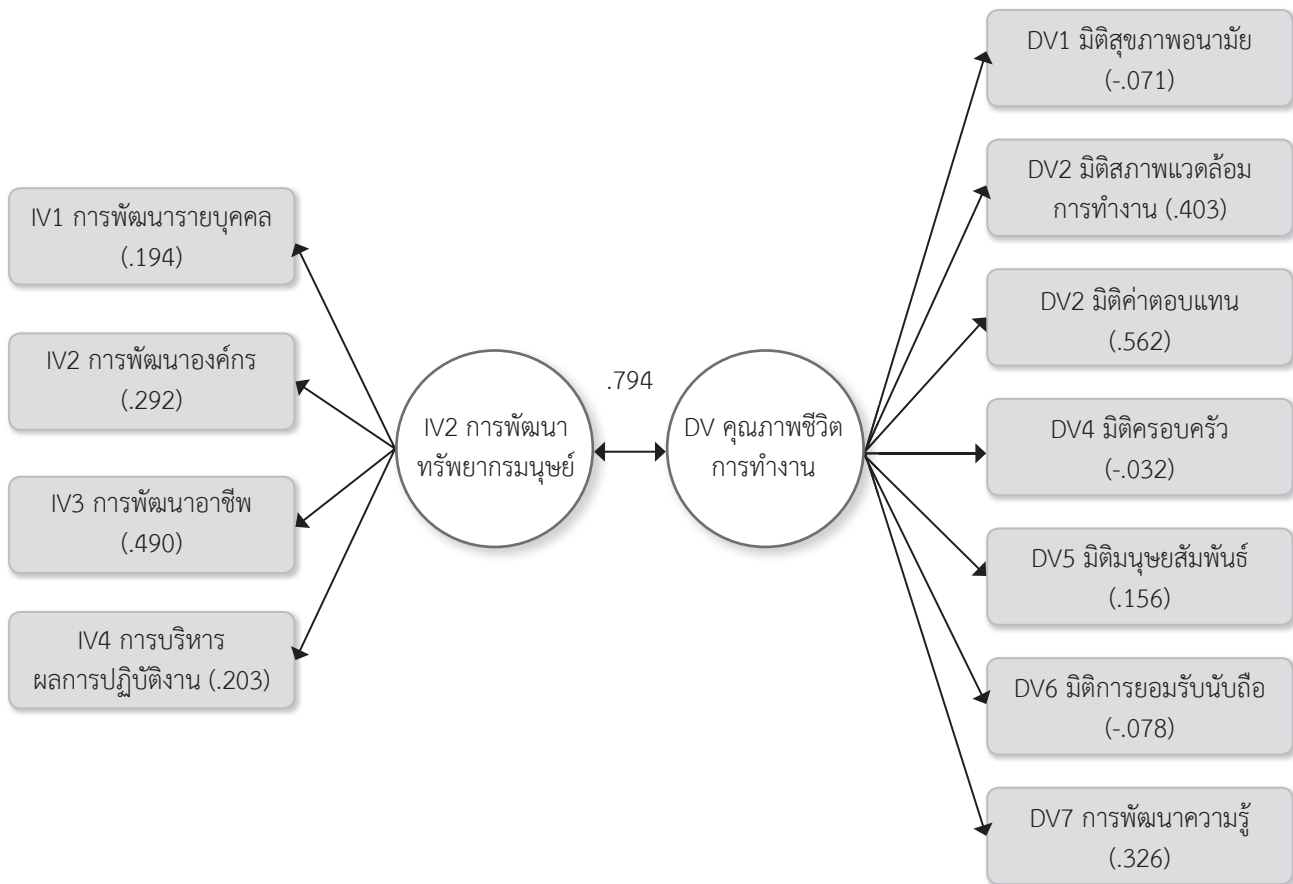 IV1 การพัฒนารายบุคคล
(.194)
IV2 การพัฒนาองค์กร
(.292)
IV3 การพัฒนาอาชีพ
(.490)
IV4 การบริหาร
ผลการปฏิบัติงาน (.203)
IV2 การพัฒนา
ทรัพยากรมนุษย์
.794
DV คุณภาพชีวิต
การทำงาน
DV1 มิติสุขภาพอนามัย
(-.071)
DV2 มิติสภาพแวดล้อม
การทำงาน (.403)
DV2 มิติค่าตอบแทน
(.562)
DV4 มิติครอบครัว
(-.032)
DV5 มิติมนุษยสัมพันธ์
(.156)
DV6 มิติการยอมรับนับถือ
(-.078)
DV7 การพัฒนาความรู้
(.326)